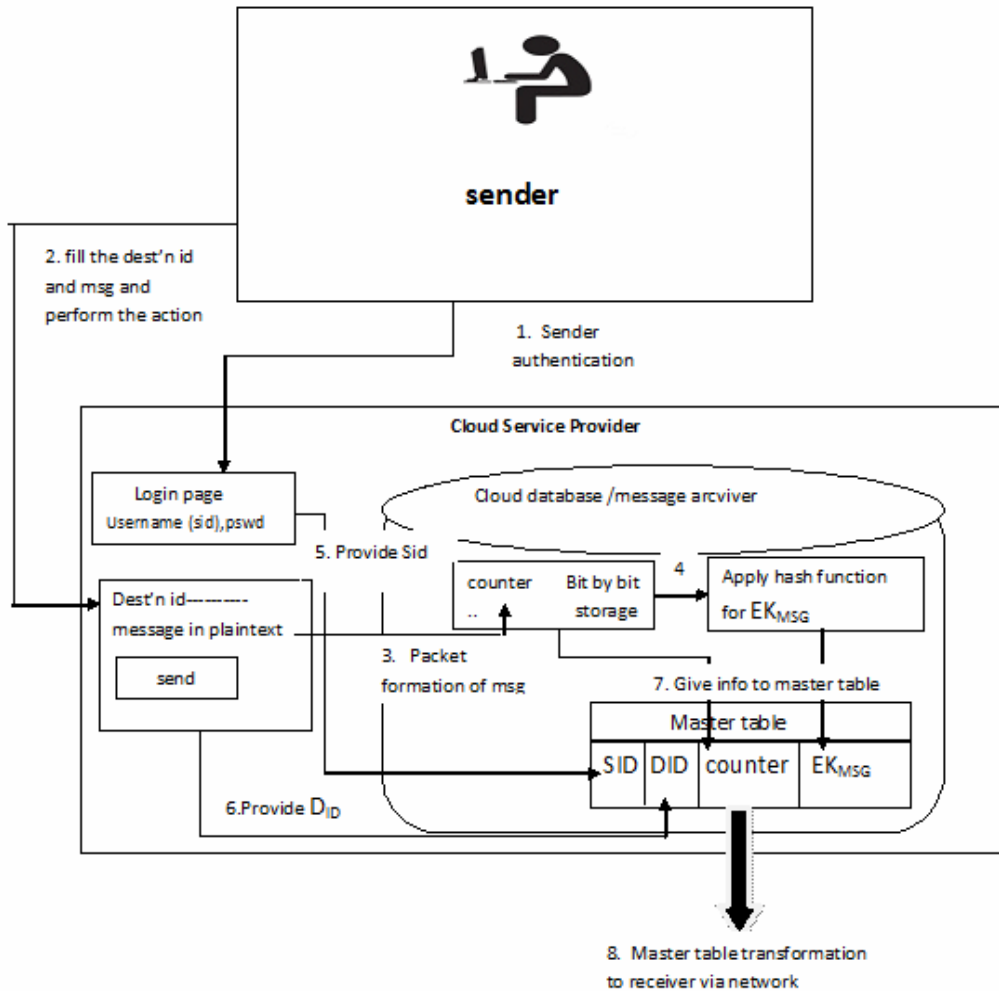 sender
2. fill the dest'n id
and msg and
perform the action
1. Sender
authentication
Cloud Service Provider
Login page
Username (sid),pswd
Cloud database /message arcviver
5. Provide Sid
counter Bit by bit
.. storage
4
Apply hash function
for EKMSG
Dest'n id----------
message in plaintext
send
3. Packet
formation of msg
7. Give info to master table
Master table
SID DID counter EKMSG
6.Provide DID
8. Master table transformation
to receiver via network